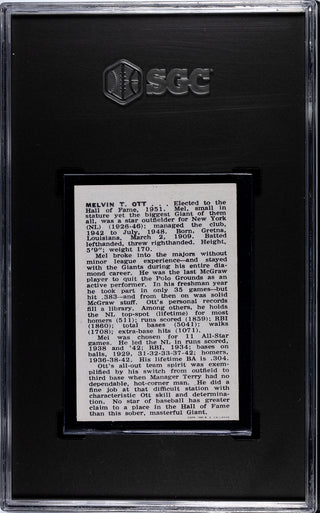 SGC
MELVIN T. OTT . . . Elected to the
Hall of Fame, 1951. Mel, small in
stature yet the biggest Giant of them
all, was a star outfielder for New York
(NL) (1926-46); managed the club,
1942 to July, 1948. Born, Gretna,
Louisiana, March 2, 1909. Batted
lefthanded, threw righthanded. Height,
5'9"; weight 170.
Mel broke into the majors without
minor league experience—and stayed
with the Giants during his entire dia-
mond career. He was the last McGraw
player to quit the Polo Grounds as an
active performer. In his freshman year
he took part in only 35 games—but
hit .383—and from then on was solid
McGraw stuff. Ott's personal records
fill a library. Among others, he holds
the NL top-spot (lifetime) for most
homers (511); runs scored (1859); RBI
(1860); total bases (5041); walks
(1708); extra-base hits (1071).
Mel was chosen for 11 All-Star
games. He led the NL in runs scored,
1938 and '42; RBI, 1934; bases on
balls, 1929, 31-32-33-37-42; homers,
1936-38-42. His lifetime BA is .304.
Ott's all-out team spirit was exem-
plified by his switch from outfield to
third base when Manager Terry had no
dependable, hot-corner man. He did a
fine job at that difficult station with
characteristic Ott skill and determina-
tion. No star of baseball has greater
claim to a place in the Hall of Fame
than this sober, masterful Giant.